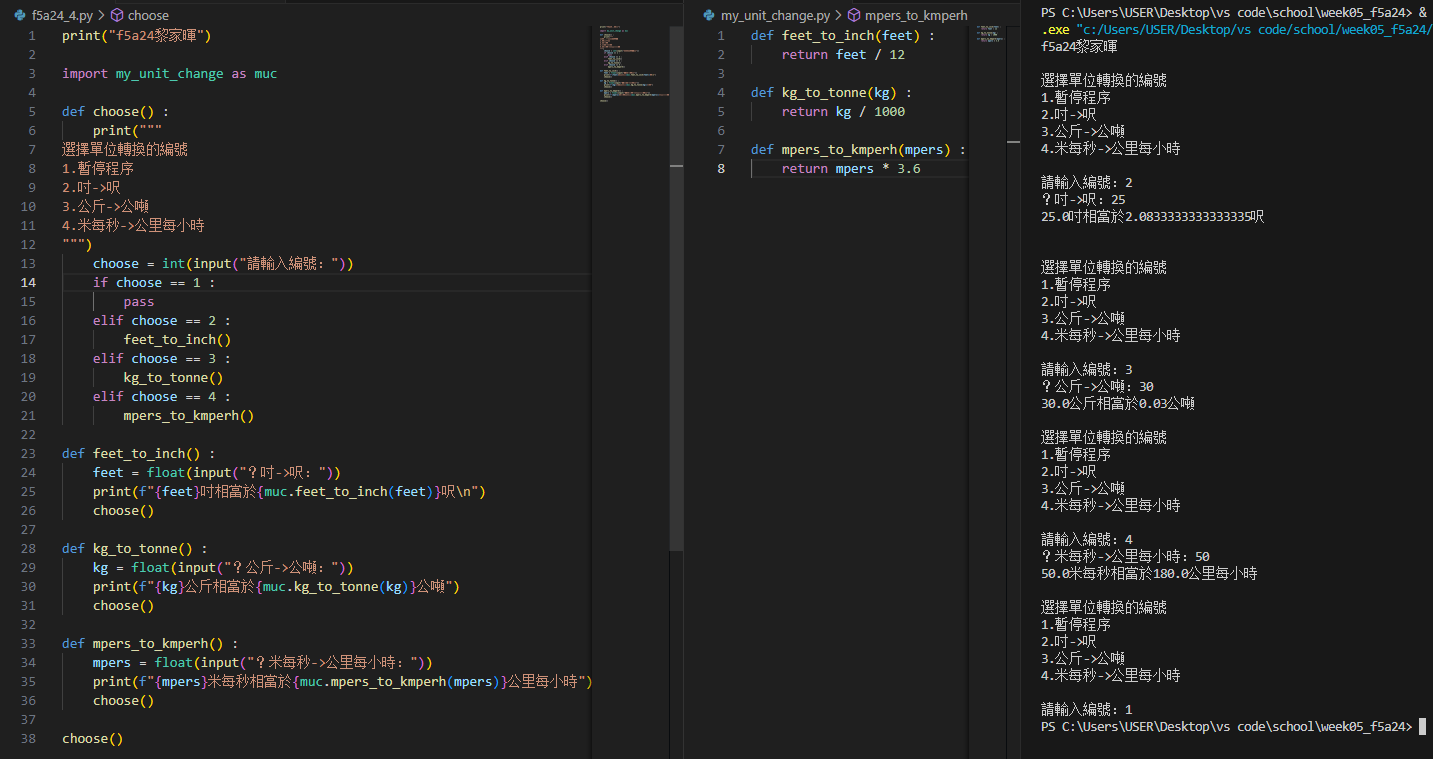 f5a24_4.py > choose
1 print("f5a24黎家暉")
2
3 import my_unit_change as muc
4
5 def choose() :
6 print("""
7 選擇單位轉換的編號
8 1.暫停程序
9 2.吋->呎
10 3.公斤->公噸
11 4.米每秒->公里每小時
12 """)
13 choose = int(input("請輸入編號: "))
14 if choose == 1 :
15 pass
16 elif choose == 2 :
17 feet_to_inch()
18 elif choose == 3 :
19 kg_to_tonne()
20 elif choose == 4 :
21 mpers_to_kmperh()
22
23 def feet_to_inch() :
24 feet = float(input("？吋->呎: "))
25 print(f"{feet}吋相當於{muc.feet_to_inch(feet)}呎\n")
26 choose()
27
28 def kg_to_tonne() :
29 kg = float(input("？公斤->公噸: "))
30 print(f"{kg}公斤相當於{muc.kg_to_tonne(kg)}公噸")
31 choose()
32
33 def mpers_to_kmperh() :
34 mpers = float(input("？米每秒->公里每小時: "))
35 print(f"{mpers}米每秒相當於{muc.mpers_to_kmperh(mpers)}公里每小時")
36 choose()
37
38 choose()
my_unit_change.py > mpers_to_kmperh
1 def feet_to_inch(feet) :
2 return feet / 12
3
4 def kg_to_tonne(kg) :
5 return kg / 1000
6
7 def mpers_to_kmperh(mpers) :
8 return mpers * 3.6
PS C:\Users\USER\Desktop\vs code\school\week05_f5a24> &
.exe "c:/Users/USER/Desktop/vs code/school/week05_f5a24/
f5a24黎家暉
選擇單位轉換的編號
1.暫停程序
2.吋->呎
3.公斤->公噸
4.米每秒->公里每小時
請輸入編號: 2
？吋->呎: 25
25.0吋相當於2.0833333333333335呎
選擇單位轉換的編號
1.暫停程序
2.吋->呎
3.公斤->公噸
4.米每秒->公里每小時
請輸入編號: 3
？公斤->公噸: 30
30.0公斤相當於0.03公噸
選擇單位轉換的編號
1.暫停程序
2.吋->呎
3.公斤->公噸
4.米每秒->公里每小時
請輸入編號: 4
？米每秒->公里每小時: 50
50.0米每秒相當於180.0公里每小時
選擇單位轉換的編號
1.暫停程序
2.吋->呎
3.公斤->公噸
4.米每秒->公里每小時
請輸入編號: 1
PS C:\Users\USER\Desktop\vs code\school\week05_f5a24>